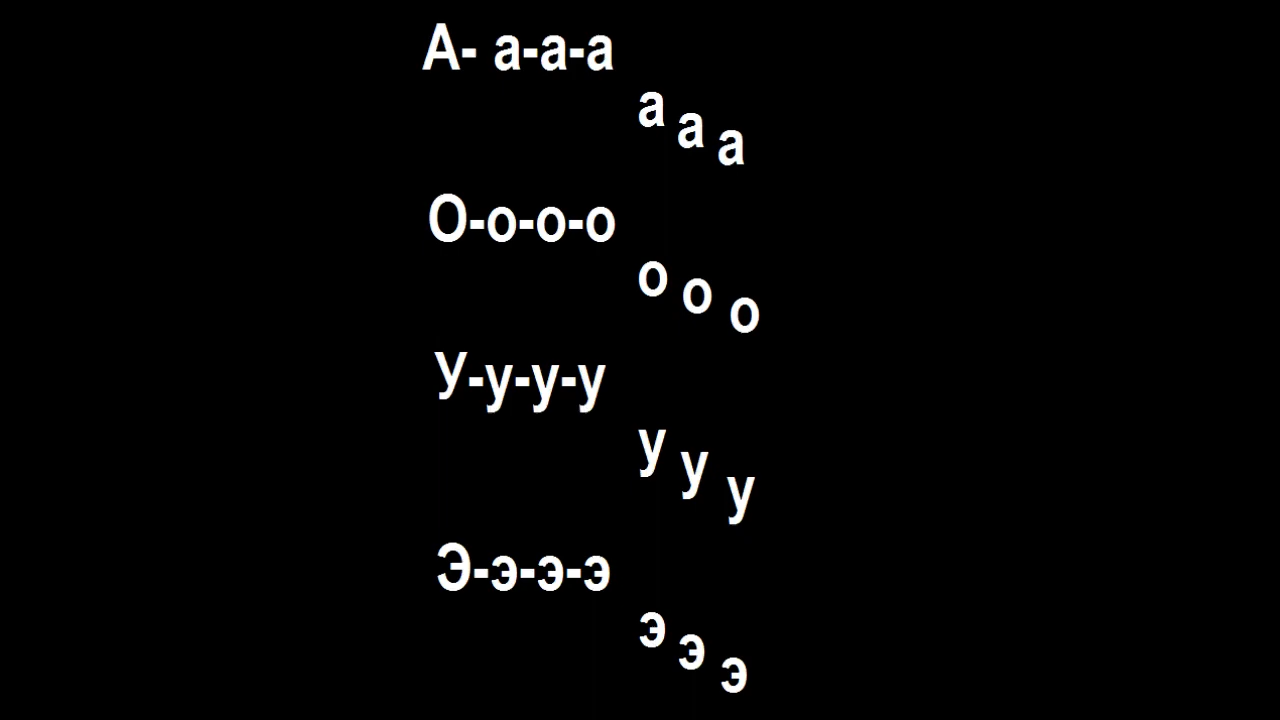 А- а-а-а
а а а
О-о-о-о
о о о
У-у-у-у
у у у
Э-э-э-э
э э э